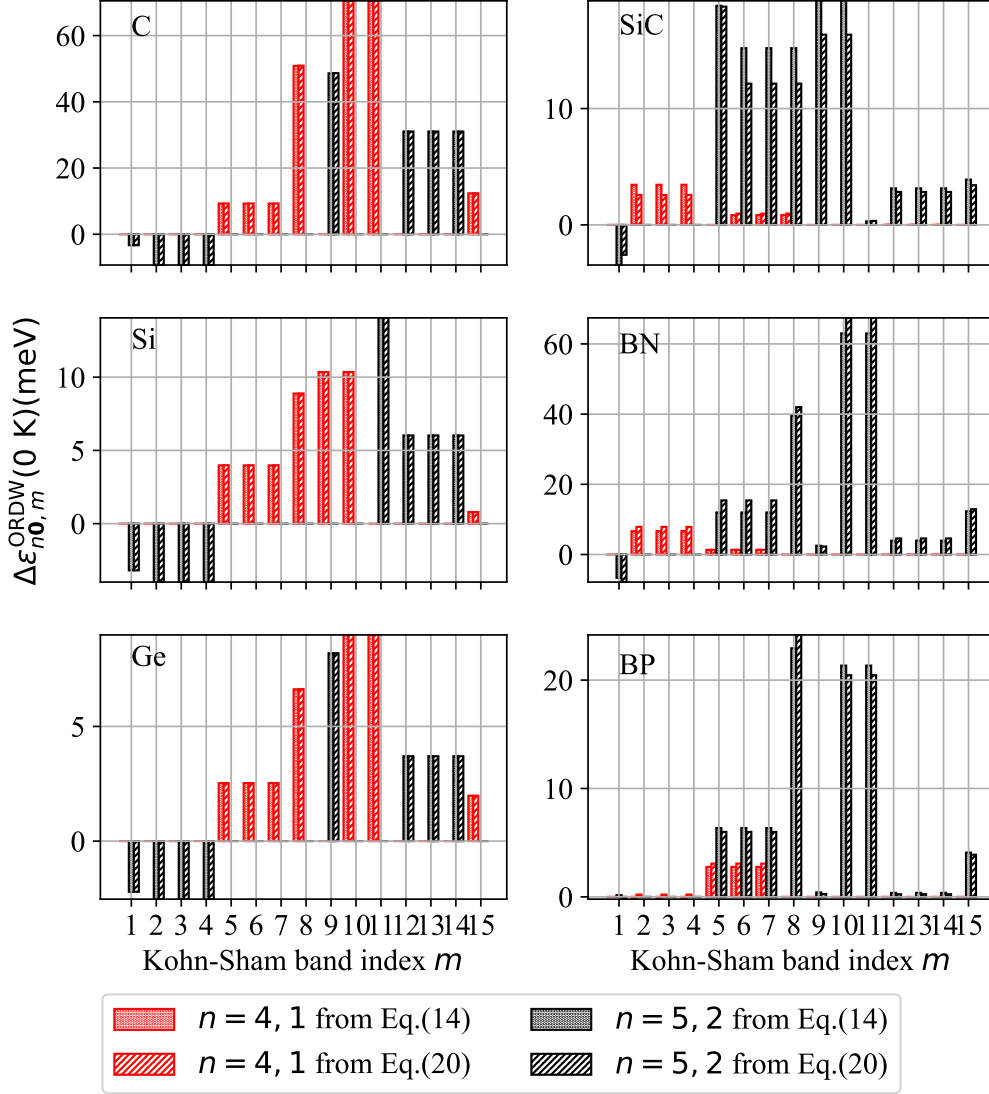 C
60
40
20
0
SiC
10
0
Si
10
5
0
BN
60
40
20
0
Δε^ORDW_n0, m (0 K)(meV)
Ge
5
0
1 2 3 4 5 6 7 8 9 10 11 12 13 14 15
Kohn-Sham band index m
BP
20
10
0
1 2 3 4 5 6 7 8 9 10 11 12 13 14 15
Kohn-Sham band index m
n = 4, 1 from Eq.(14)
n = 4, 1 from Eq.(20)
n = 5, 2 from Eq.(14)
n = 5, 2 from Eq.(20)